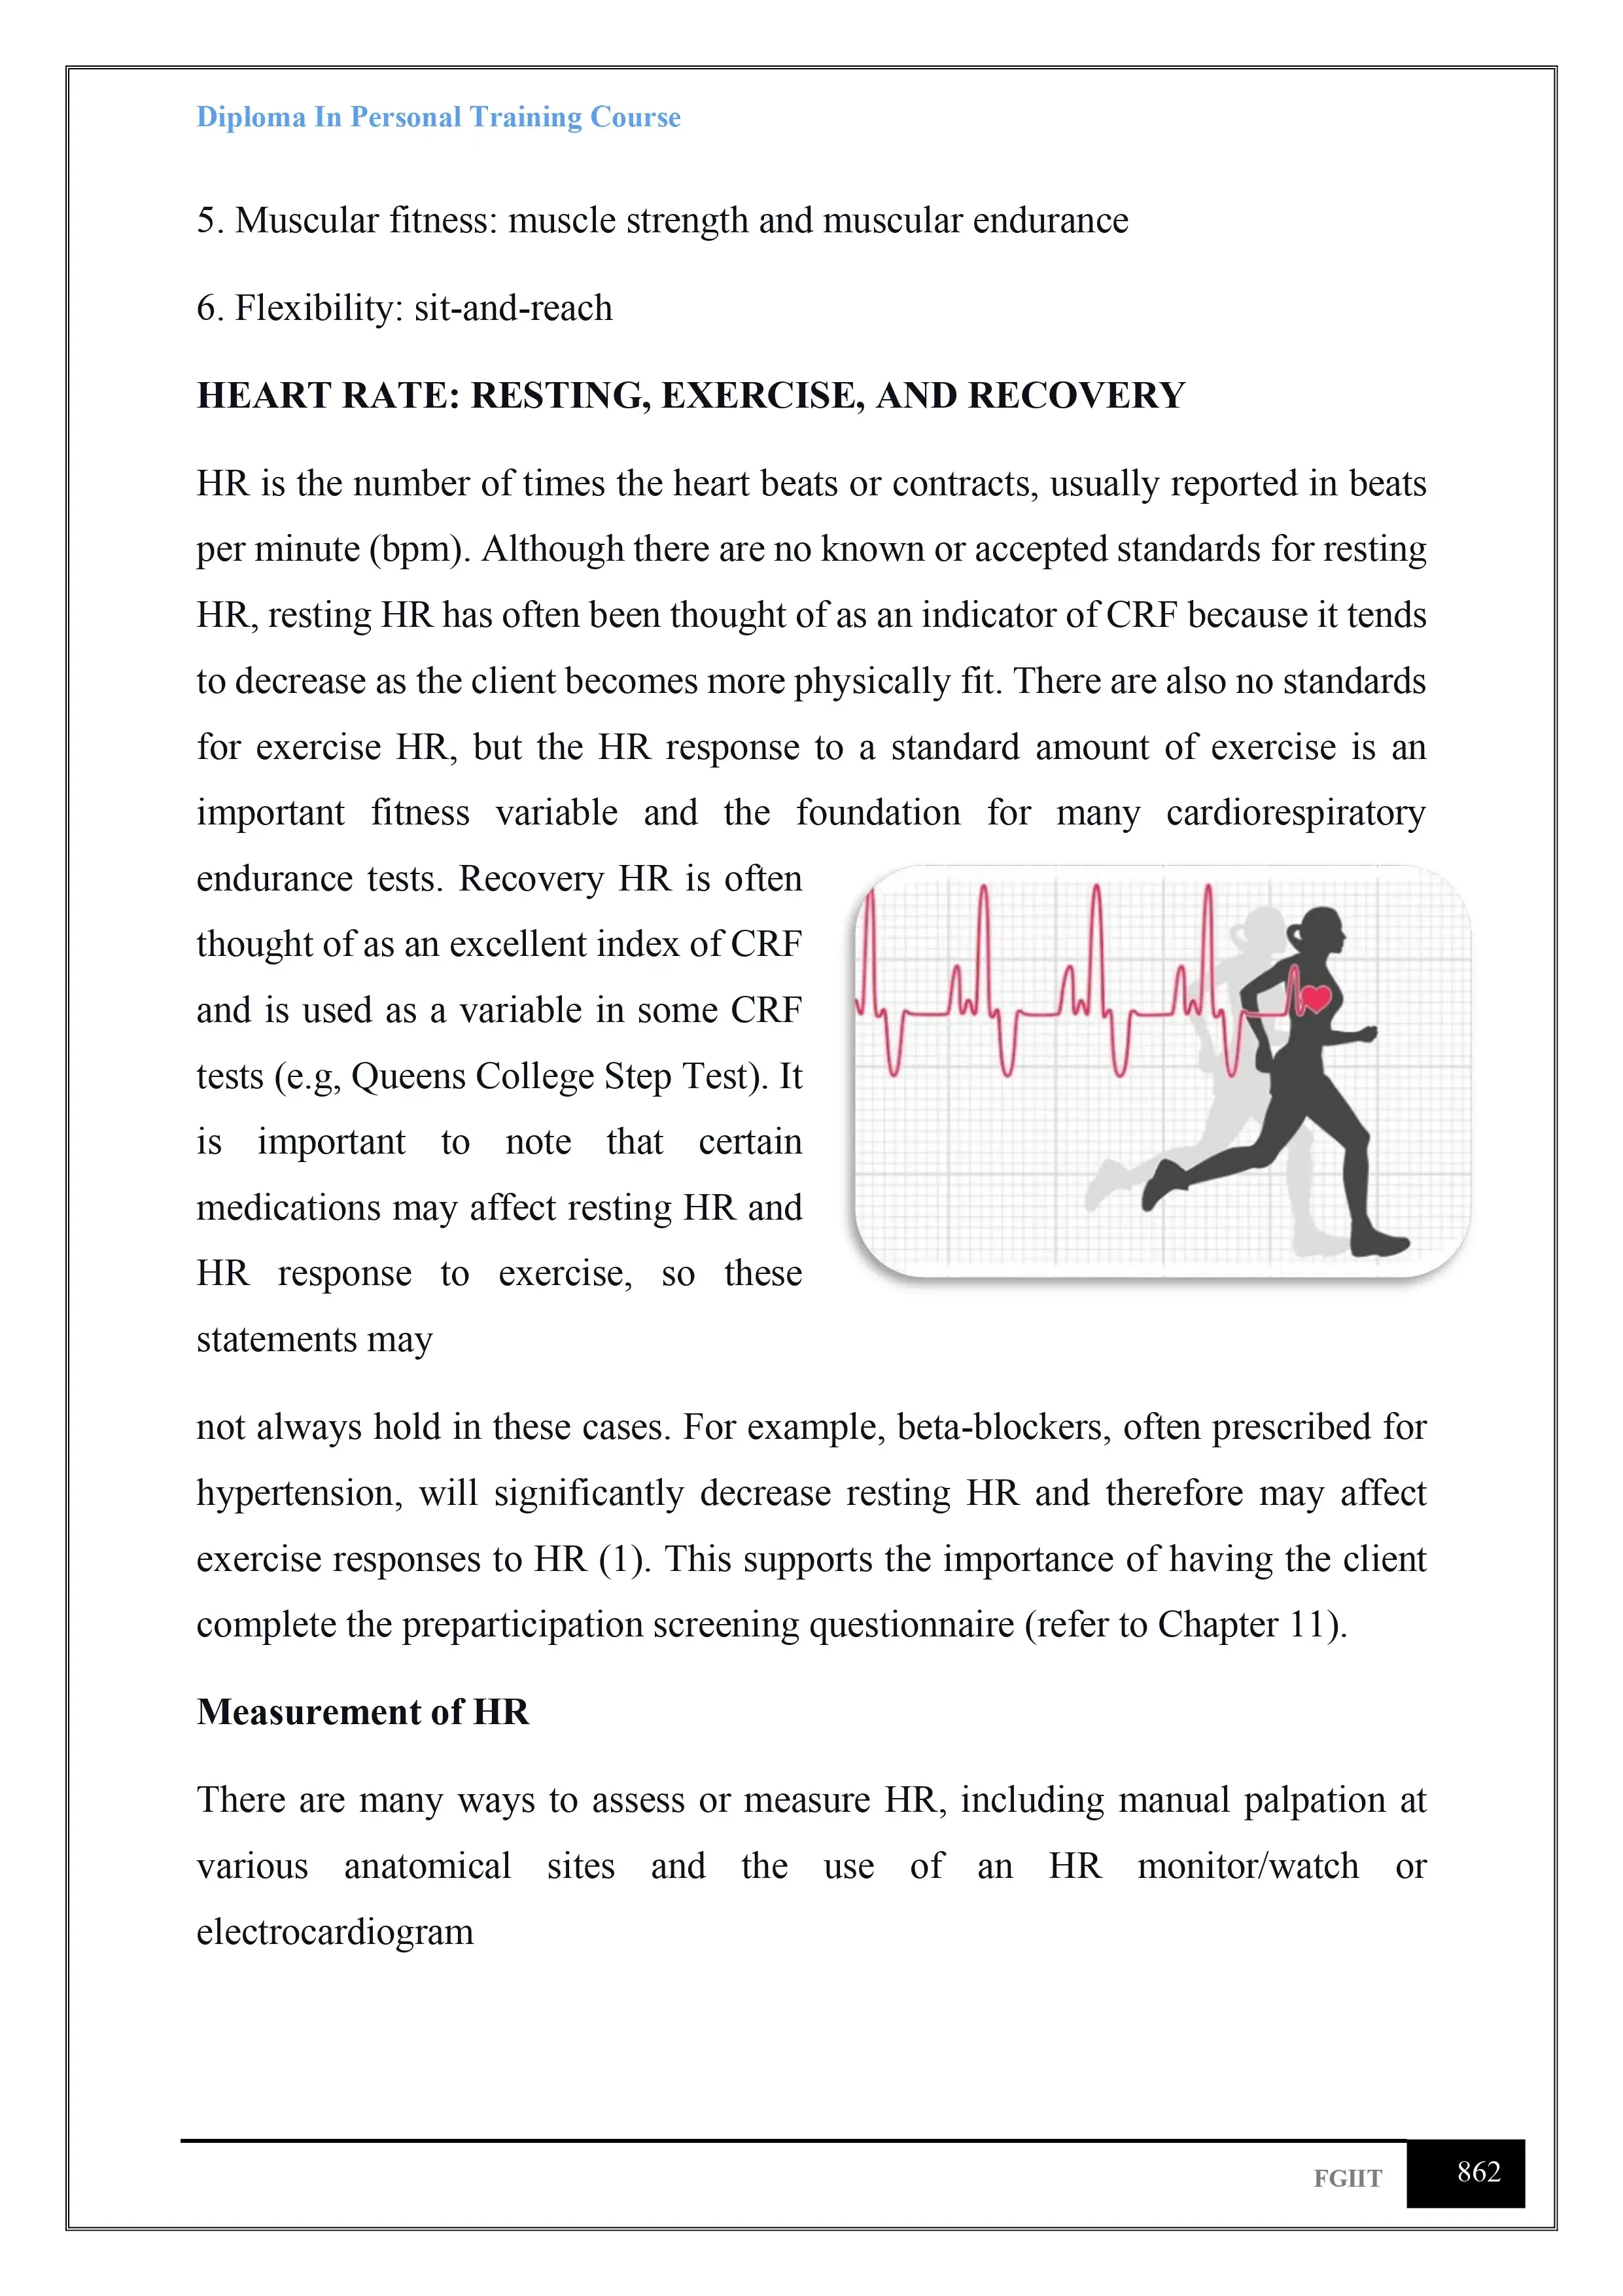 Diploma In Personal Training Course
5. Muscular fitness: muscle strength and muscular endurance
6. Flexibility: sit-and-reach
HEART RATE: RESTING, EXERCISE, AND RECOVERY
HR is the number of times the heart beats or contracts, usually reported in beats
per minute (bpm). Although there are no known or accepted standards for resting
HR, resting HR has often been thought of as an indicator of CRF because it tends
to decrease as the client becomes more physically fit. There are also no standards
for exercise HR, but the HR response to a standard amount of exercise is an
important fitness variable and the foundation for many cardiorespiratory
endurance tests. Recovery HR is often
thought of as an excellent index of CRF
and is used as a variable in some CRF
tests (e.g, Queens College Step Test). It
is important to note that certain
medications may affect resting HR and
HR response to exercise, so these
statements may
not always hold in these cases. For example, beta-blockers, often prescribed for
hypertension, will significantly decrease resting HR and therefore may affect
exercise responses to HR (1). This supports the importance of having the client
complete the preparticipation screening questionnaire (refer to Chapter 11).
Measurement of HR
There are many ways to assess or measure HR, including manual palpation at
various anatomical sites and the use of an HR monitor/watch or
electrocardiogram
FGIIT 862